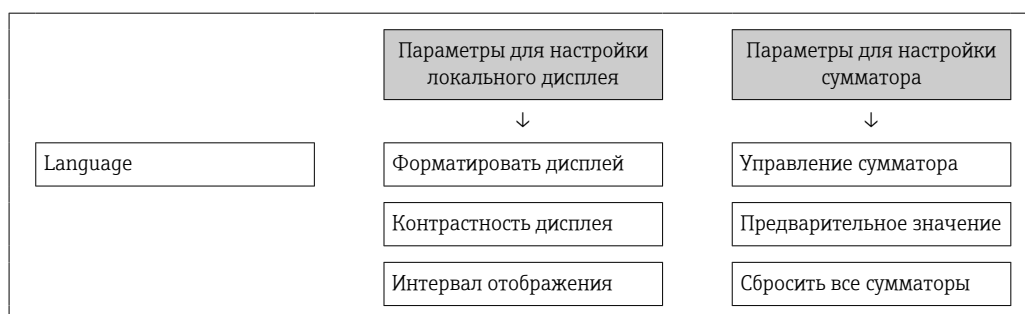 Параметры для настройки
локального дисплея
Параметры для настройки
сумматора
↓
↓
Language
Форматировать дисплей
Управление сумматора
Контрастность дисплея
Предварительное значение
Интервал отображения
Сбросить все сумматоры